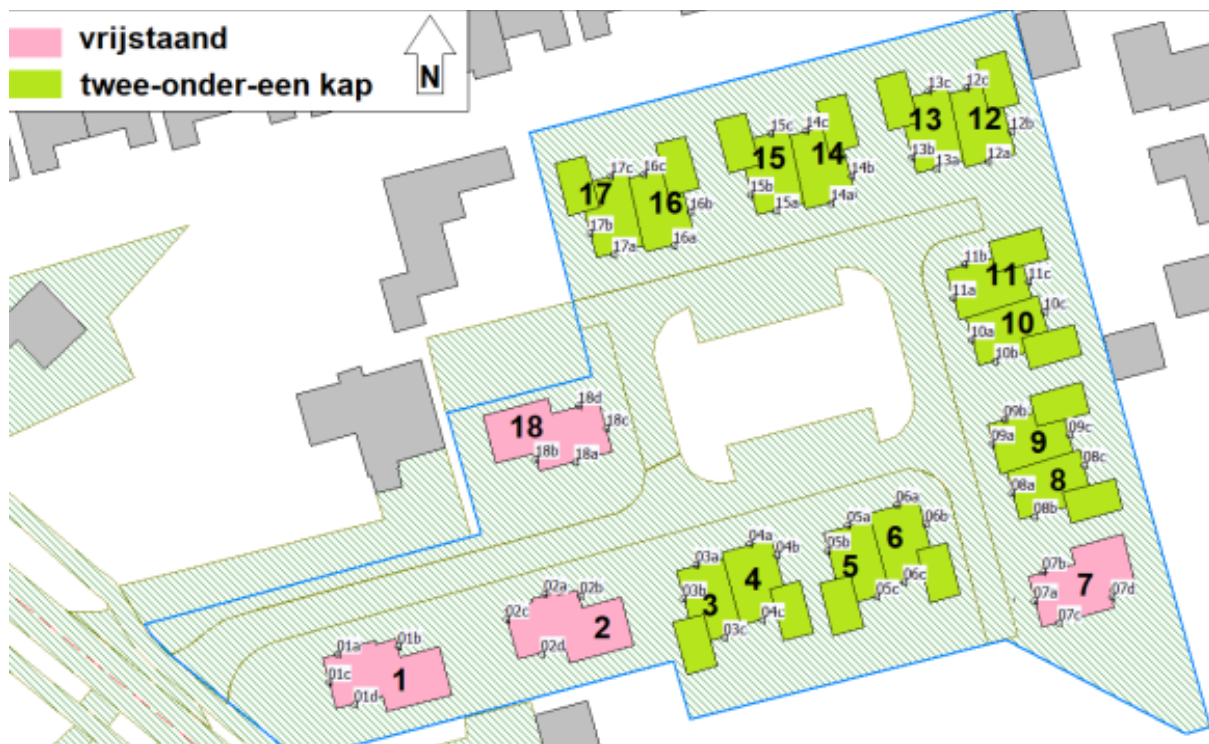 vrijstaand
twee-onder-een kap
N
13c
12c
13
12
12b
13b
13a
12a
15c
14c
15
14
14b
15b
15a
14a
17c
16c
17
16
16b
17b
17a
16a
11b
11
11c
11a
10c
10
10a
10b
18d
18
18c
18b
18a
09b
09a
9
09c
08c
8
08a
08b
06a
05a
6
06b
05b
5
06c
05c
04a
03a
04b
4
03b
3
04c
03c
07b
7
07a
07d
07c
02a
02b
02c
2
02d
01b
01a
01c
1
01d